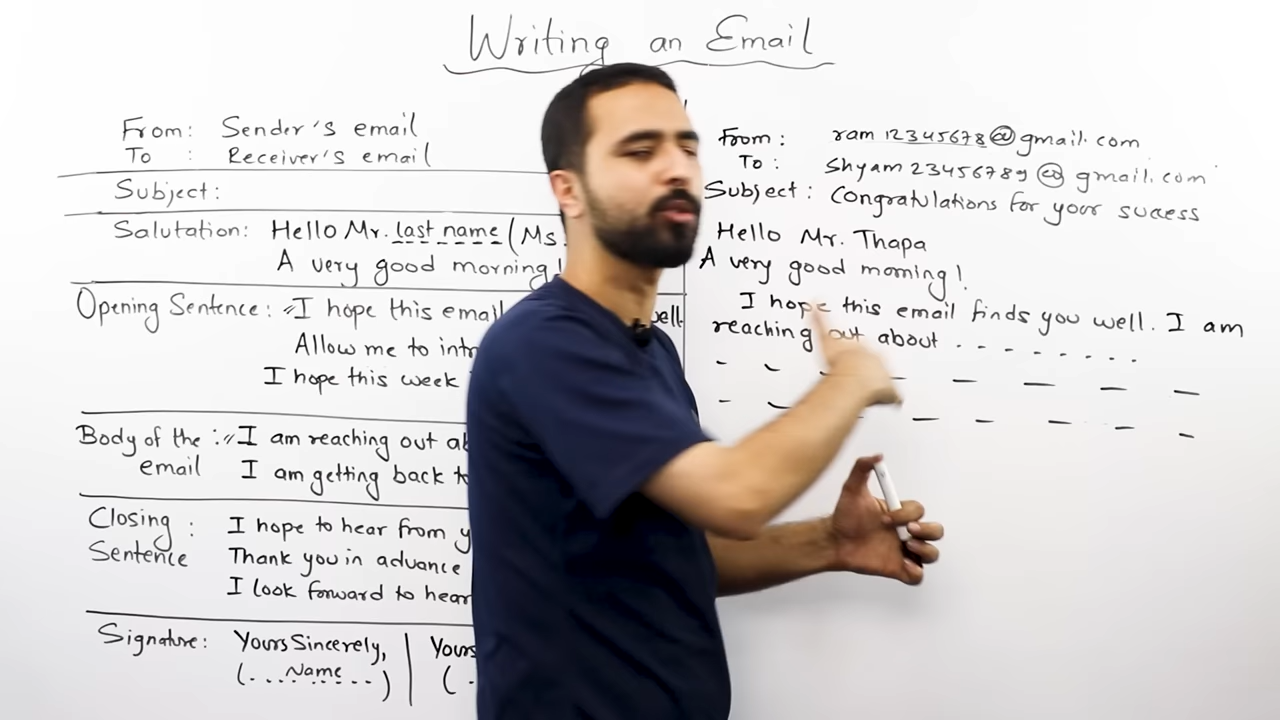 Writing an Email
From: Sender's email
To : Receiver's email
Subject:
Salutation: Hello Mr. last name (Ms.
A very good morning!
Opening Sentence: I hope this email well
Allow me to
I hope this week
Body of the : I am reaching out
email I am getting back
Closing : I hope to hear from
Sentence Thank you in advance
I look forward to hear
Signature: Yours Sincerely, | Yours
(...Name...) (.
From: ram12345678@gmail.com
To: Shyam23456789@gmail.com
Subject: Congratulations for your success
Hello Mr. Thapa
A very good morning!
I hope this email finds you well. I am
reaching out about . . . . . . . .